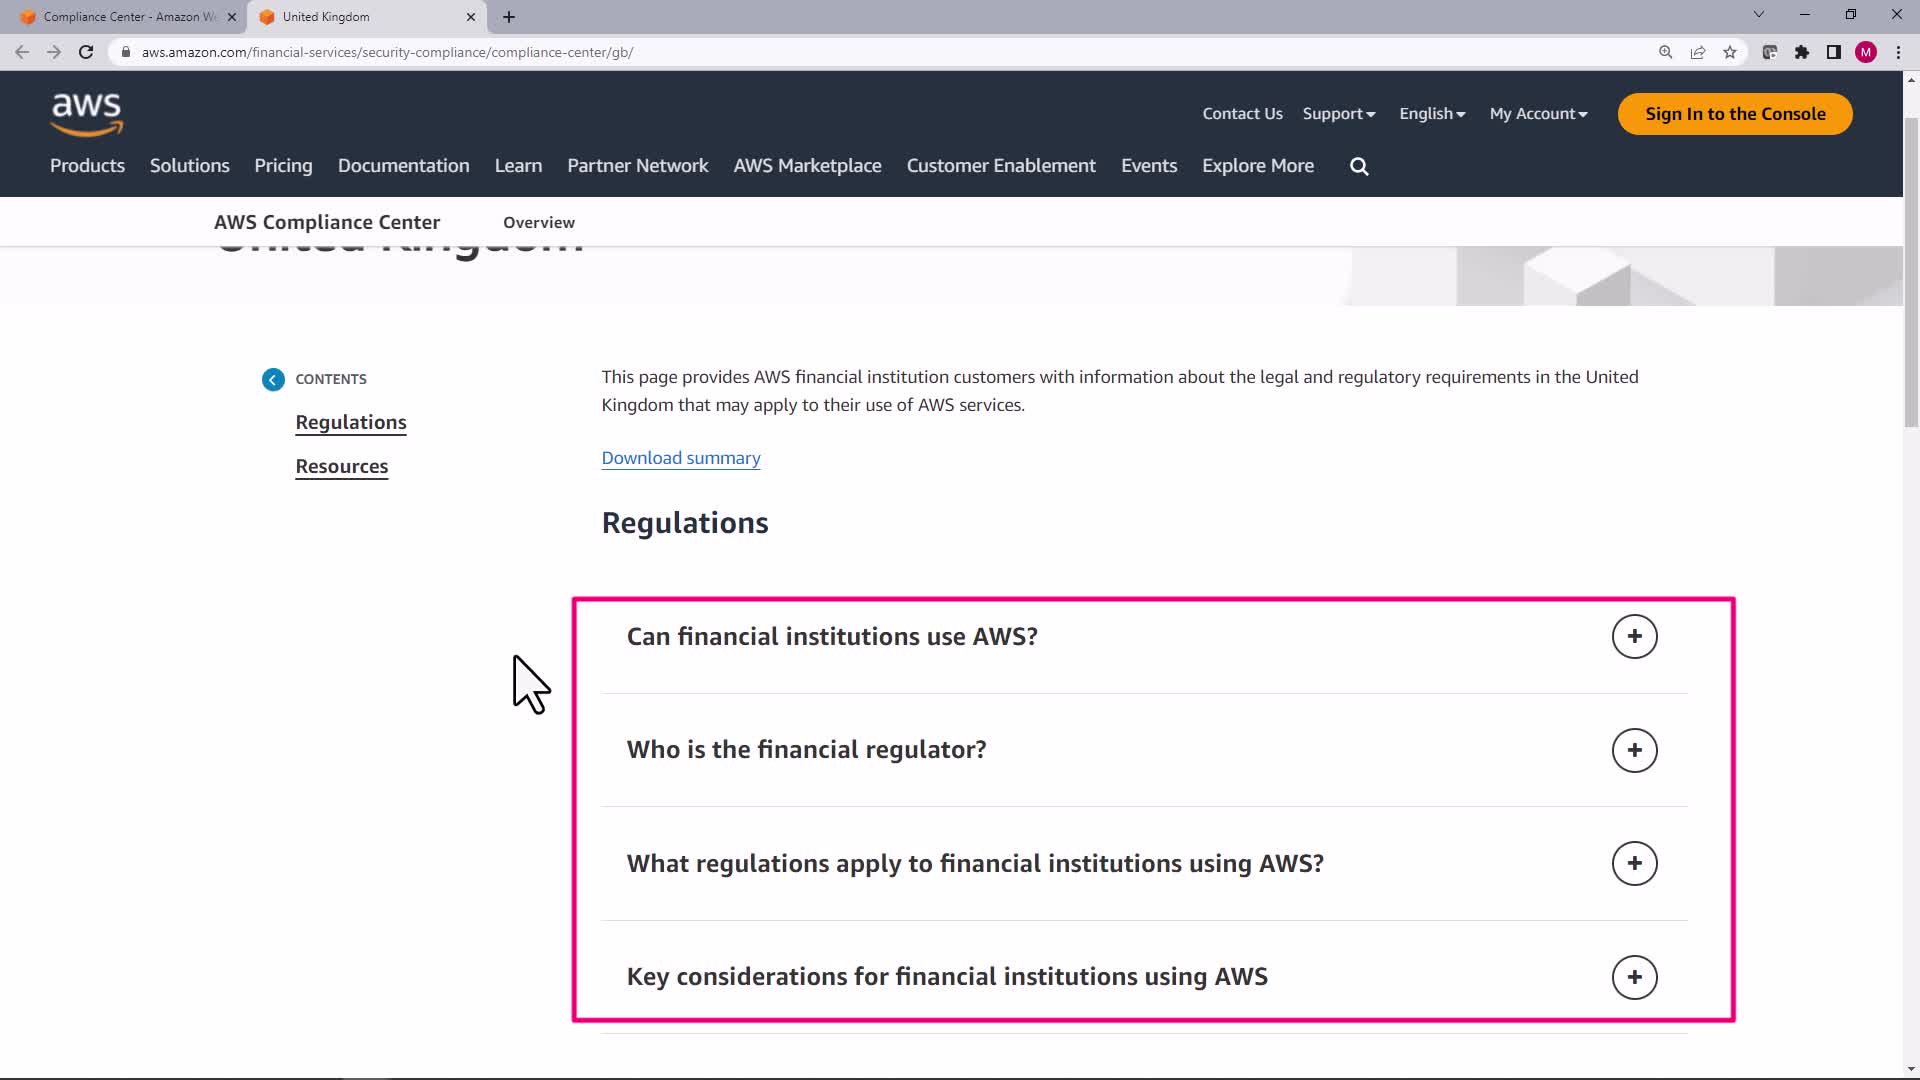 Compliance Center - Amazon W
United Kingdom
aws.amazon.com/financial-services/security-compliance/compliance-center/gb/
M
aws
Contact Us Support English My Account Sign In to the Console
Products Solutions Pricing Documentation Learn Partner Network AWS Marketplace Customer Enablement Events Explore More
AWS Compliance Center Overview
United Kingdom
CONTENTS
Regulations
Resources
This page provides AWS financial institution customers with information about the legal and regulatory requirements in the United
Kingdom that may apply to their use of AWS services.
Download summary
Regulations
Can financial institutions use AWS?
Who is the financial regulator?
What regulations apply to financial institutions using AWS?
Key considerations for financial institutions using AWS